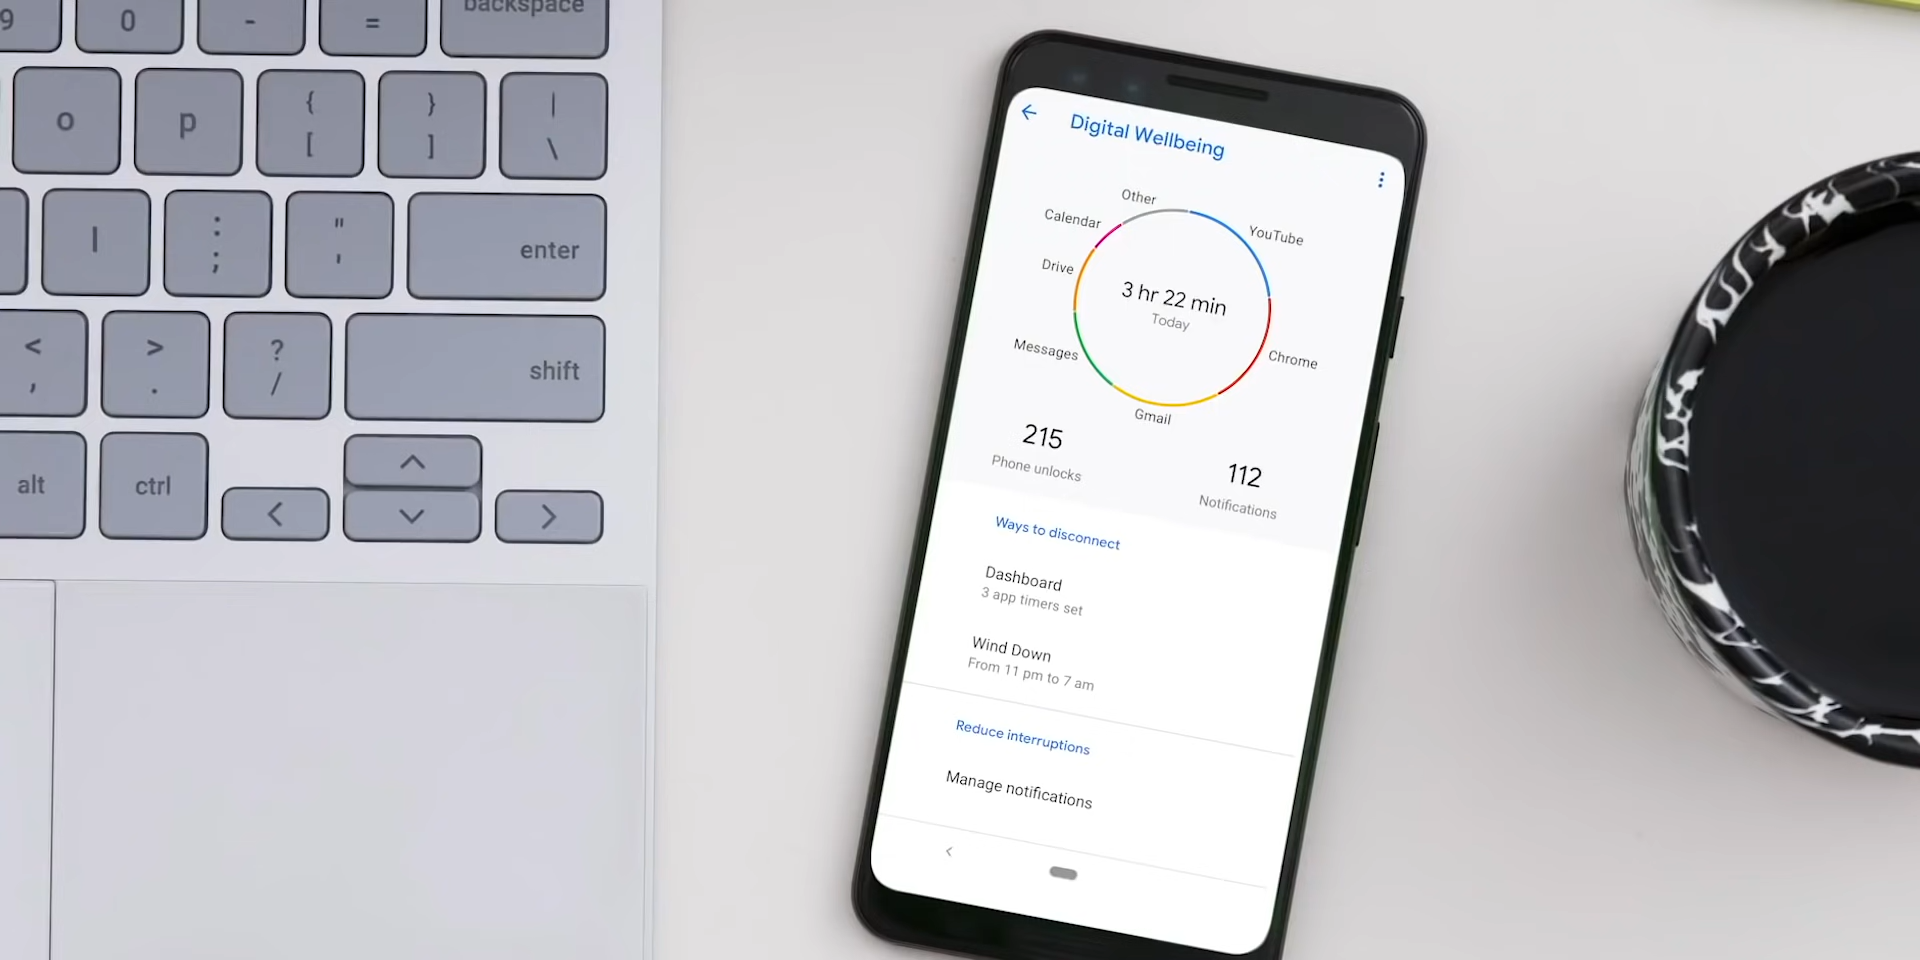 9
0
-
=
backspace
o
p
{
[
}
]
|
\
l
:
;
"
'
enter
<
,
>
.
?
/
shift
alt
ctrl
Digital Wellbeing
Other
Calendar
YouTube
Drive
3 hr 22 min
Today
Messages
Chrome
Gmail
215
Phone unlocks
112
Notifications
Ways to disconnect
Dashboard
3 app timers set
Wind Down
From 11 pm to 7 am
Reduce interruptions
Manage notifications